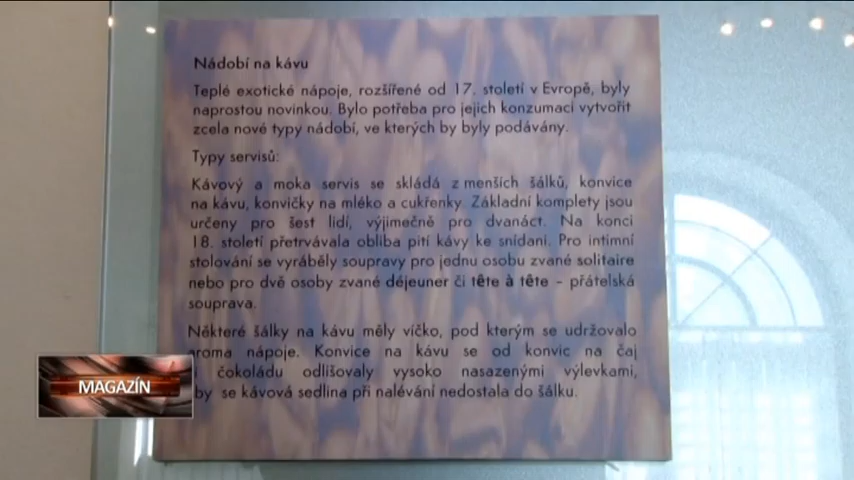 Nádobí na kávu
Teplé exotické nápoje, rozšířené od 17. století v Evropě, byly
naprostou novinkou. Bylo potřeba pro jejich konzumaci vytvořit
zcela nové typy nádobí, ve kterých by byly podávány.
Typy servisů:
Kávový a moka servis se skládá z menších šálků, konvice
na kávu, konvičky na mléko a cukřenky. Základní komplety jsou
určeny pro šest lidí, výjimečně pro dvanáct. Na konci
18. století přetrvávala obliba pití kávy ke snídani. Pro intimní
stolování se vyráběly soupravy pro jednu osobu zvané solitaire
nebo pro dvě osoby zvané déjeuner či tête à tête – přátelská
souprava.
Některé šálky na kávu měly víčko, pod kterým se udržovalo
aroma nápoje. Konvice na kávu se od konvic na čaj
čokoládu odlišovaly vysoko nasazenými výlevkami,
by se kávová sedlina při nalévání nedostala do šálku.
MAGAZÍN